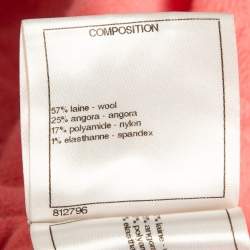 COMPOSITION
57% laine - wool
25% angora - angora
17% polyamide - nylon
1% elasthanne - spandex
812796